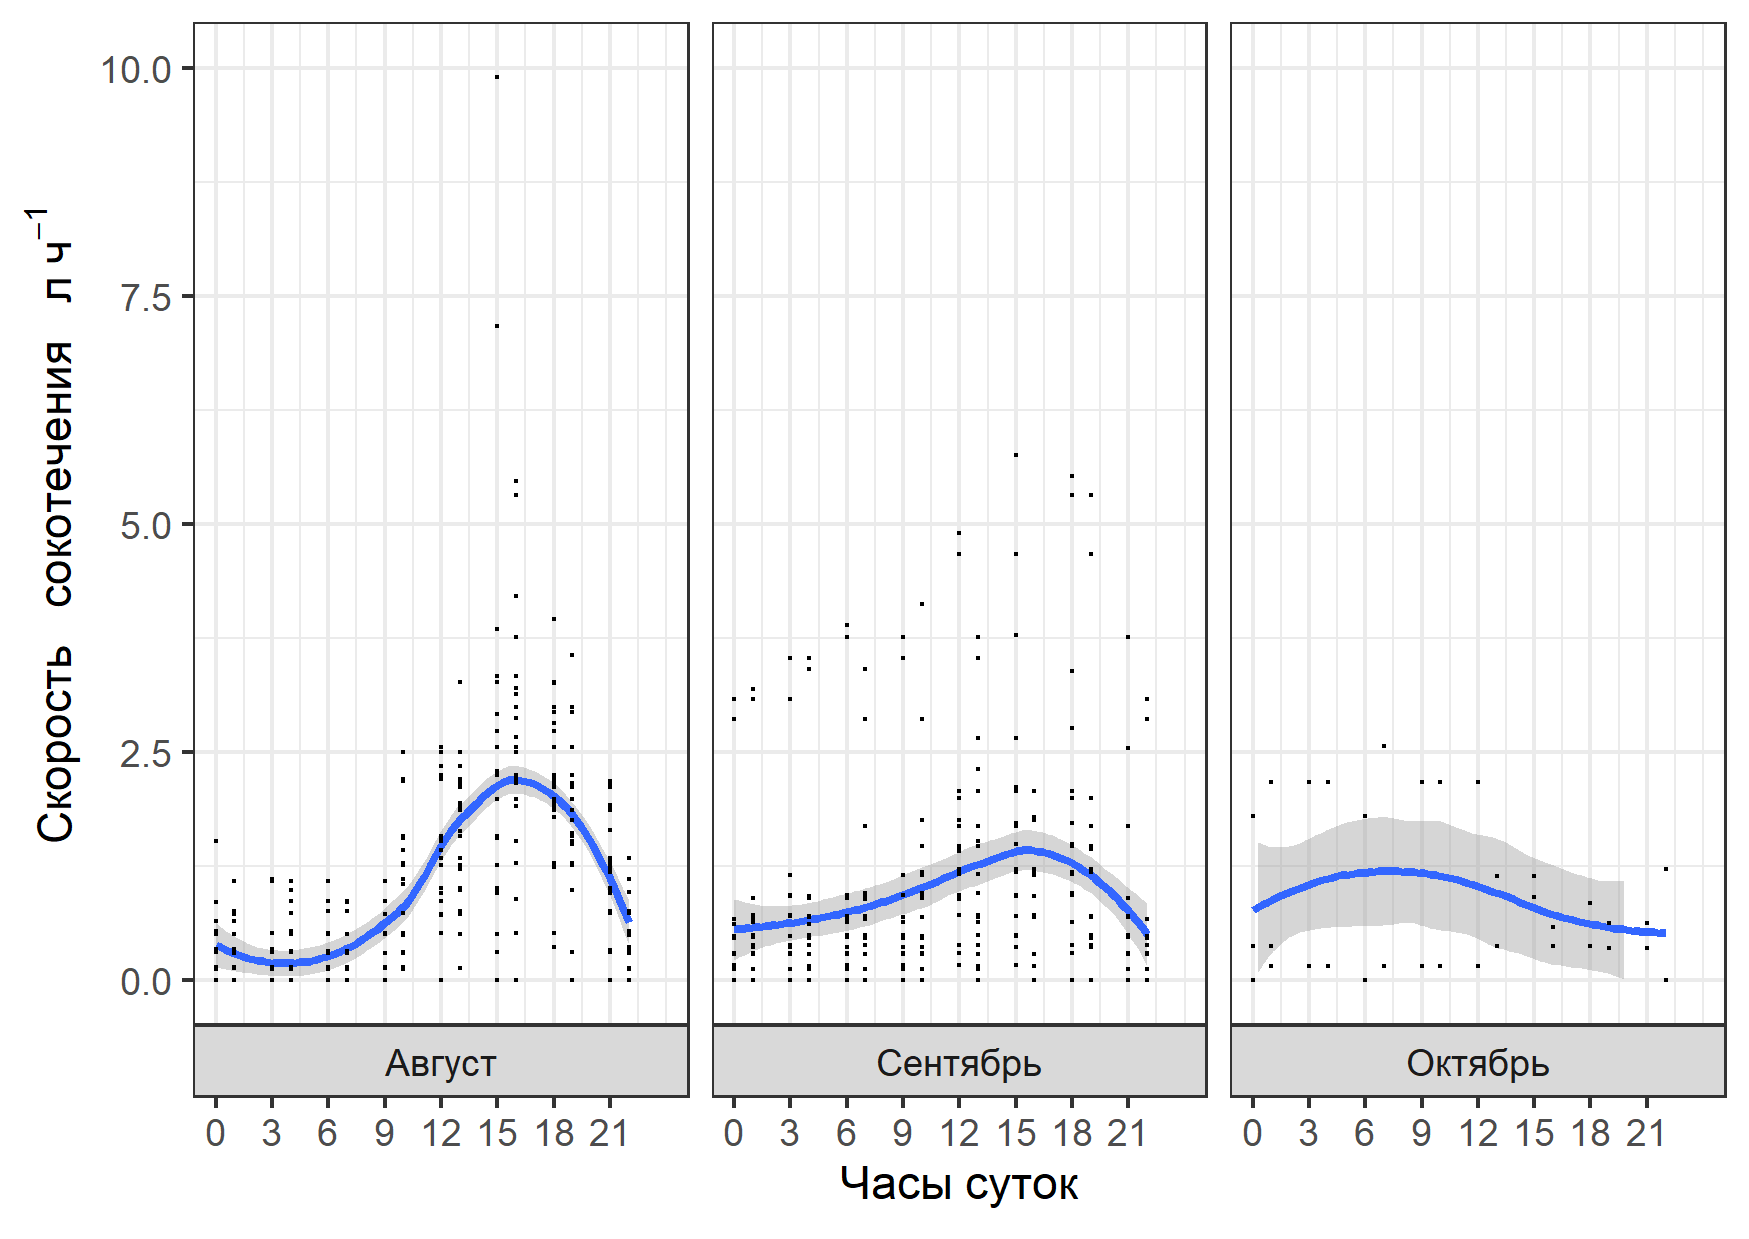 Скорость сокотечения л ч⁻¹
10.0
7.5
5.0
2.5
0.0
Август Сентябрь Октябрь
0 3 6 9 12 15 18 21 0 3 6 9 12 15 18 21 0 3 6 9 12 15 18 21
Часы суток